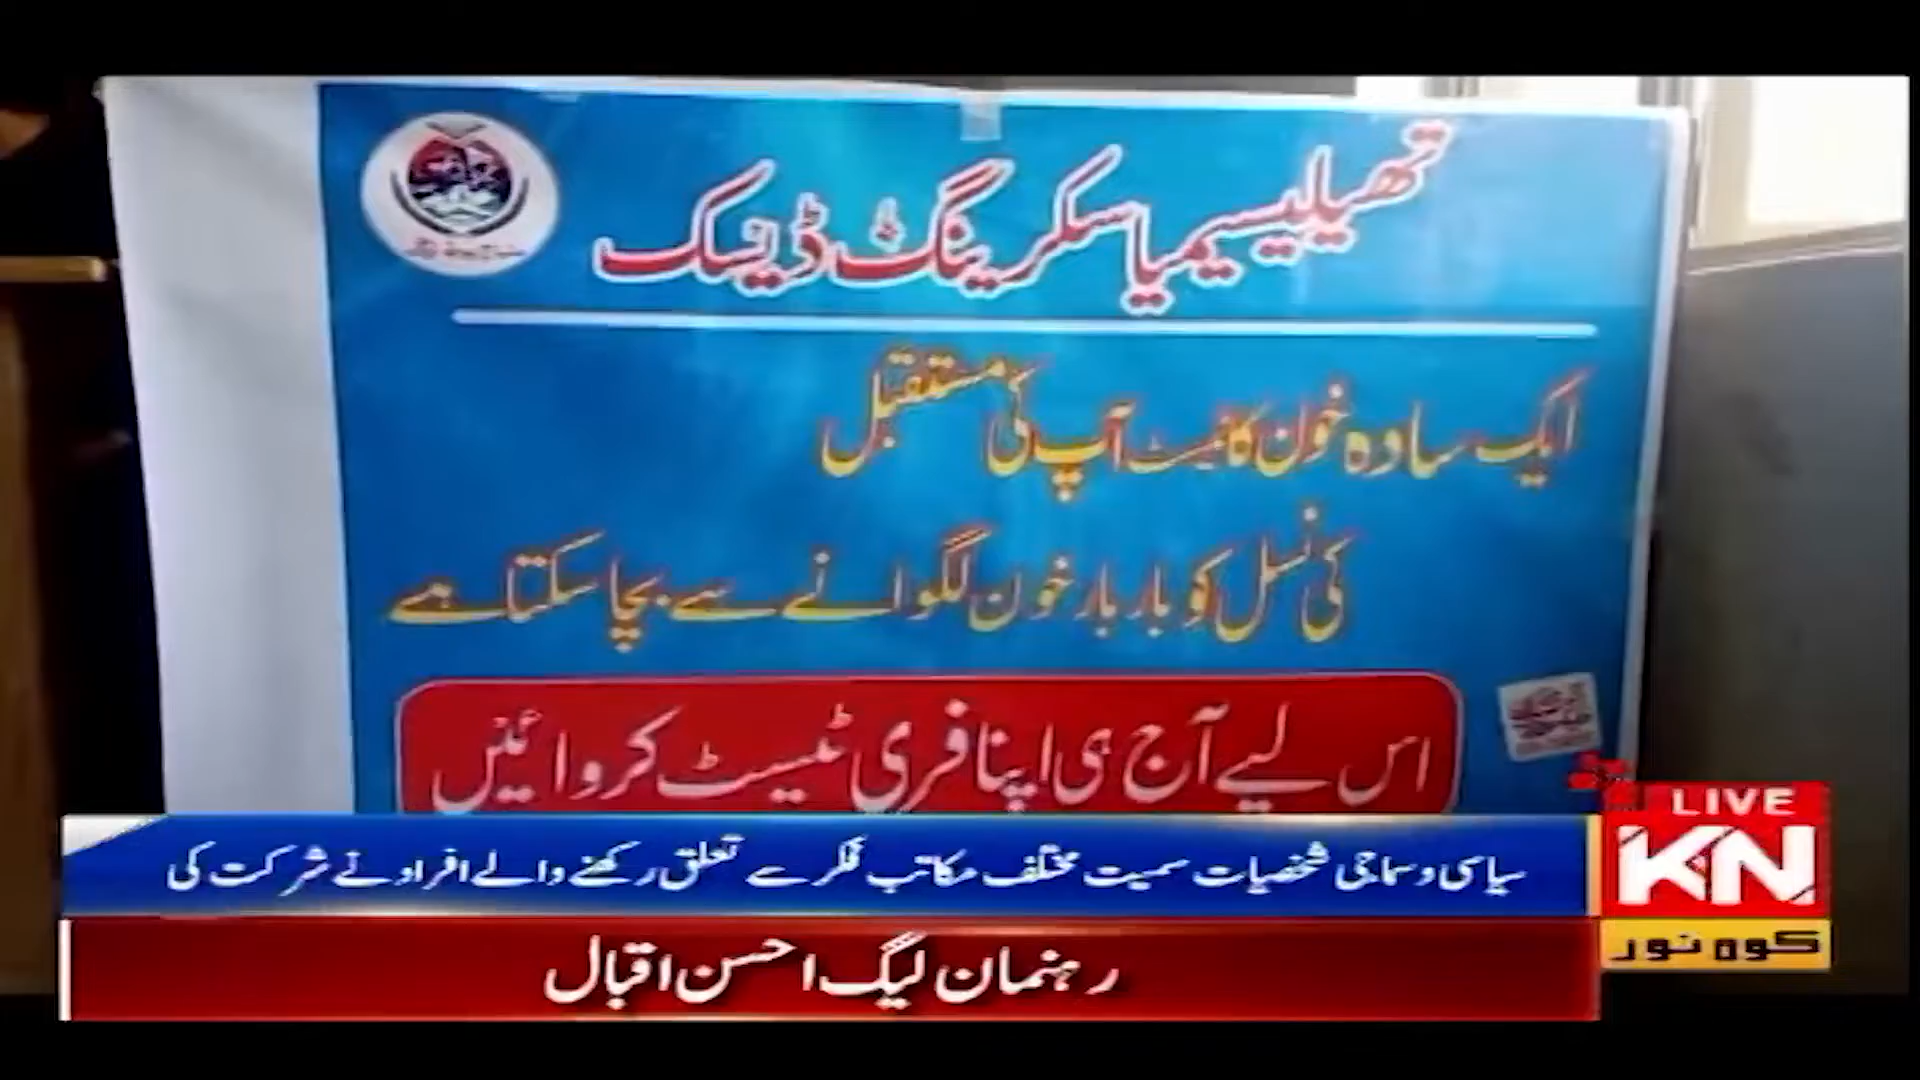 تھیلیسیمیا سکریننگ ڈیسک
ایک سادہ خون کا ٹیسٹ آپ کی مستقبل
کی نسل کو بار بار خون لگوانے سے بچا سکتا ہے
اس لیے آج ہی اپنا فری ٹیسٹ کروائیں
LIVE
KN
کوہ نور
سیاسی و سماجی شخصیات سمیت مختلف مکاتب فکر سے تعلق رکھنے والے افراد نے شرکت کی
رہنما ن لیگ احسن اقبال